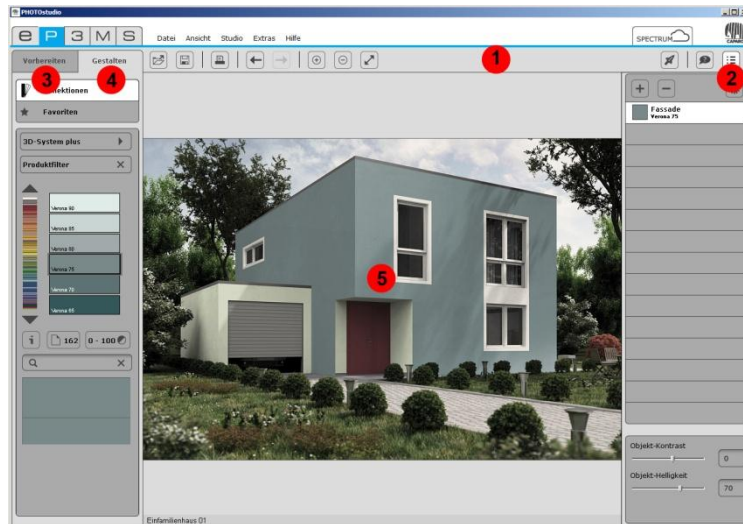 PHOTOstudio
e P 3 M S
Datei Ansicht Studio Extras Hilfe
SPECTRUM
CAPAROL
1
Vorbereiten
Gestalten
3
4
2
Favoriten
Fassade
Verona 75
3D-System plus
Produktfilter
Verona 90
Verona 85
Verona 80
Verona 75
Verona 70
Verona 65
5
i
162
0 - 100
Objekt-Kontrast
0
Objekt-Helligkeit
70
Einfamilienhaus 01